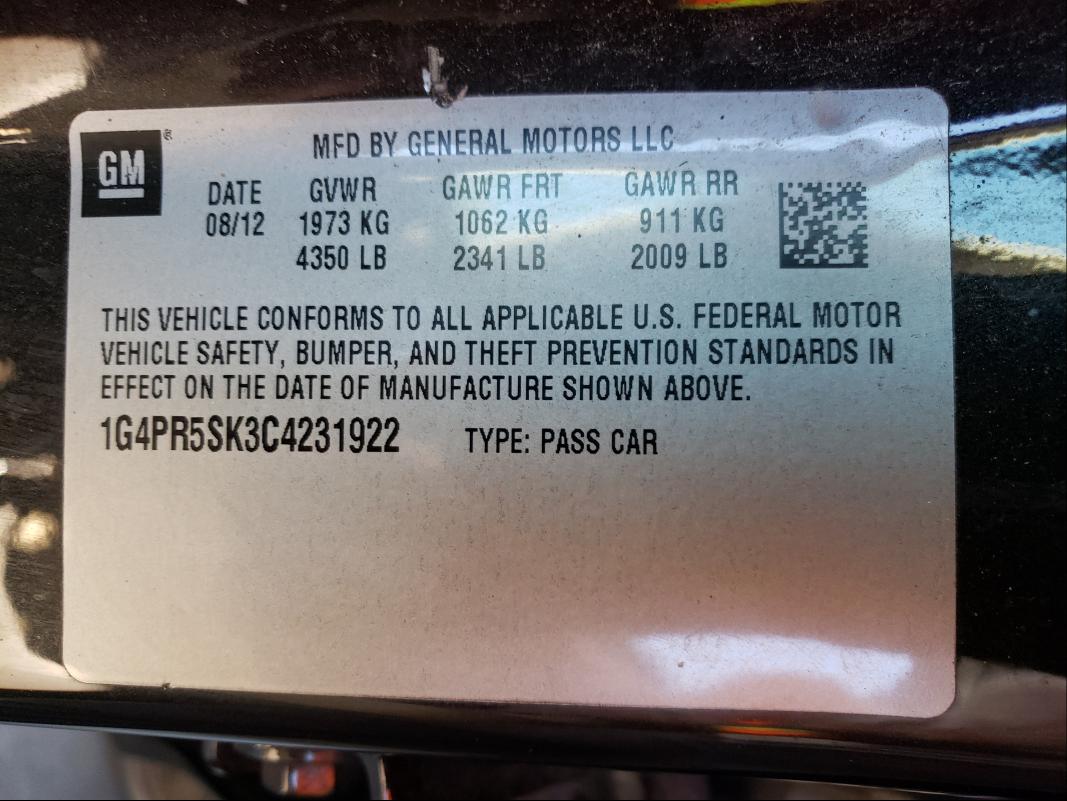 GM®
MFD BY GENERAL MOTORS LLC
DATE GVWR GAWR FRT GAWR RR
08/12 1973 KG 1062 KG 911 KG
4350 LB 2341 LB 2009 LB
THIS VEHICLE CONFORMS TO ALL APPLICABLE U.S. FEDERAL MOTOR
VEHICLE SAFETY, BUMPER, AND THEFT PREVENTION STANDARDS IN
EFFECT ON THE DATE OF MANUFACTURE SHOWN ABOVE.
1G4PR5SK3C4231922 TYPE: PASS CAR